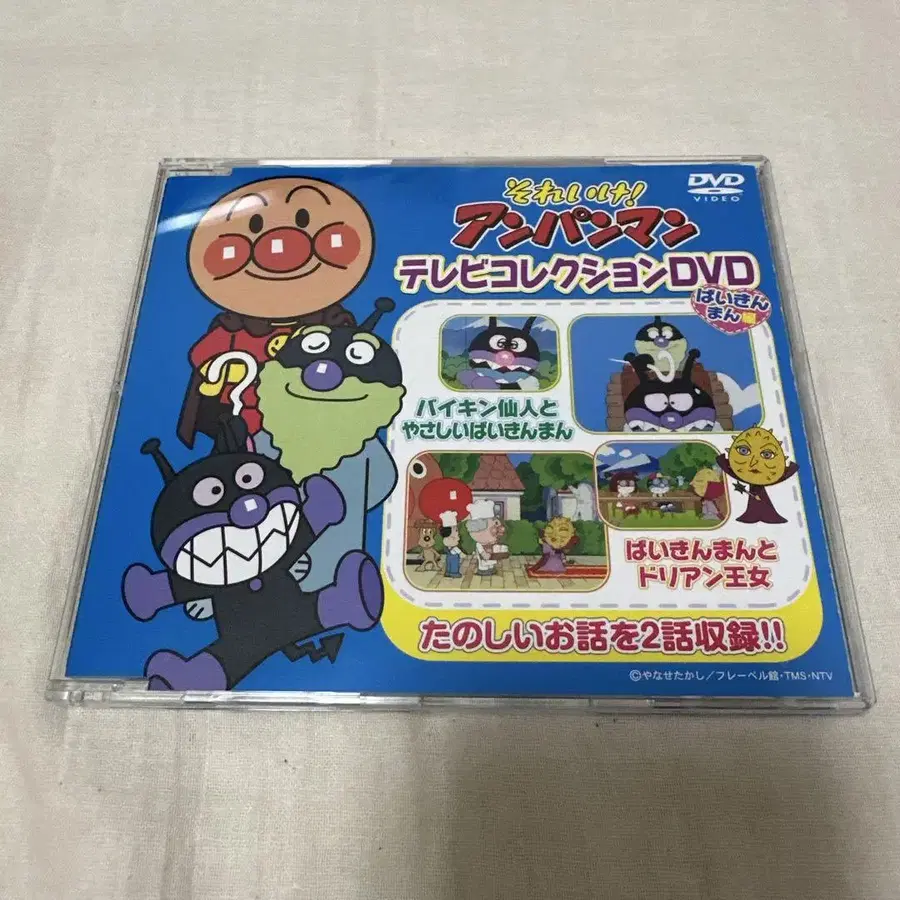 それいけ!
アンパンマン
DVD
VIDEO
テレビコレクションDVD
ばいきん
まん編
バイキン仙人と
やさしいばいきんまん
ばいきんまんと
ドリアン王女
たのしいお話を2話収録!!
©やなせたかし/フレーベル館・TMS・NTV